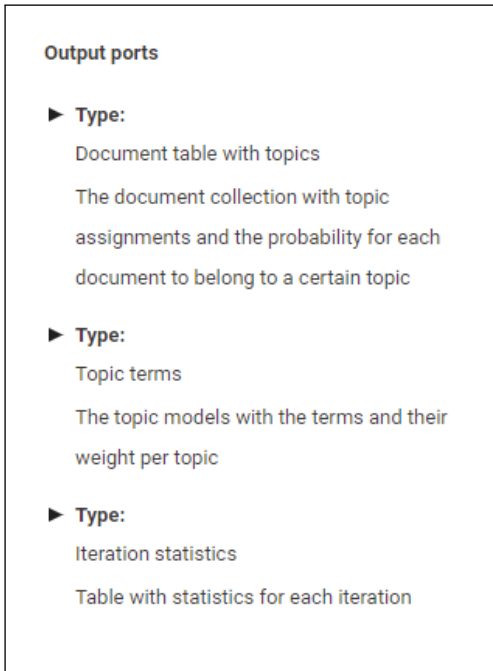 Output ports
► Type:
Document table with topics
The document collection with topic
assignments and the probability for each
document to belong to a certain topic
► Type:
Topic terms
The topic models with the terms and their
weight per topic
► Type:
Iteration statistics
Table with statistics for each iteration